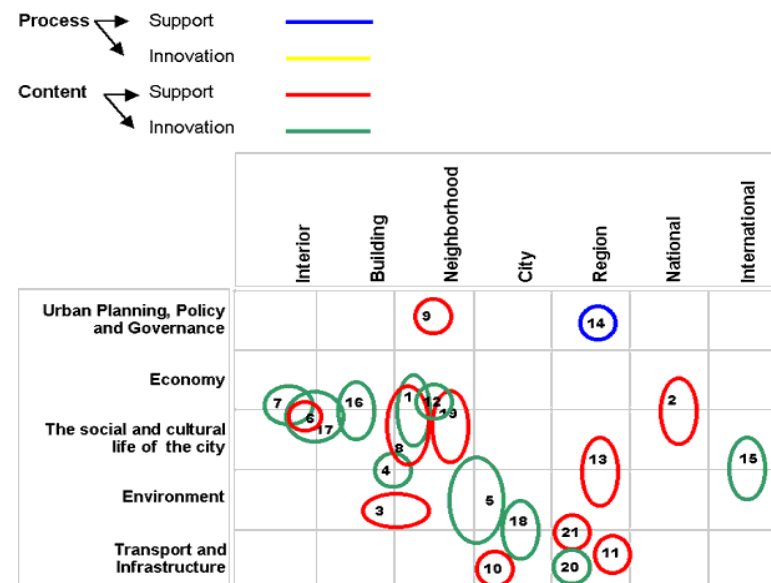 Process Support
Innovation
Content Support
Innovation
Interior
Building
Neighborhood
City
Region
National
International
Urban Planning, Policy
and Governance
9
14
Economy
7
6
17
16
1
12
19
2
The social and cultural
life of the city
8
4
13
15
Environment
3
5
18
21
Transport and
Infrastructure
10
20
11